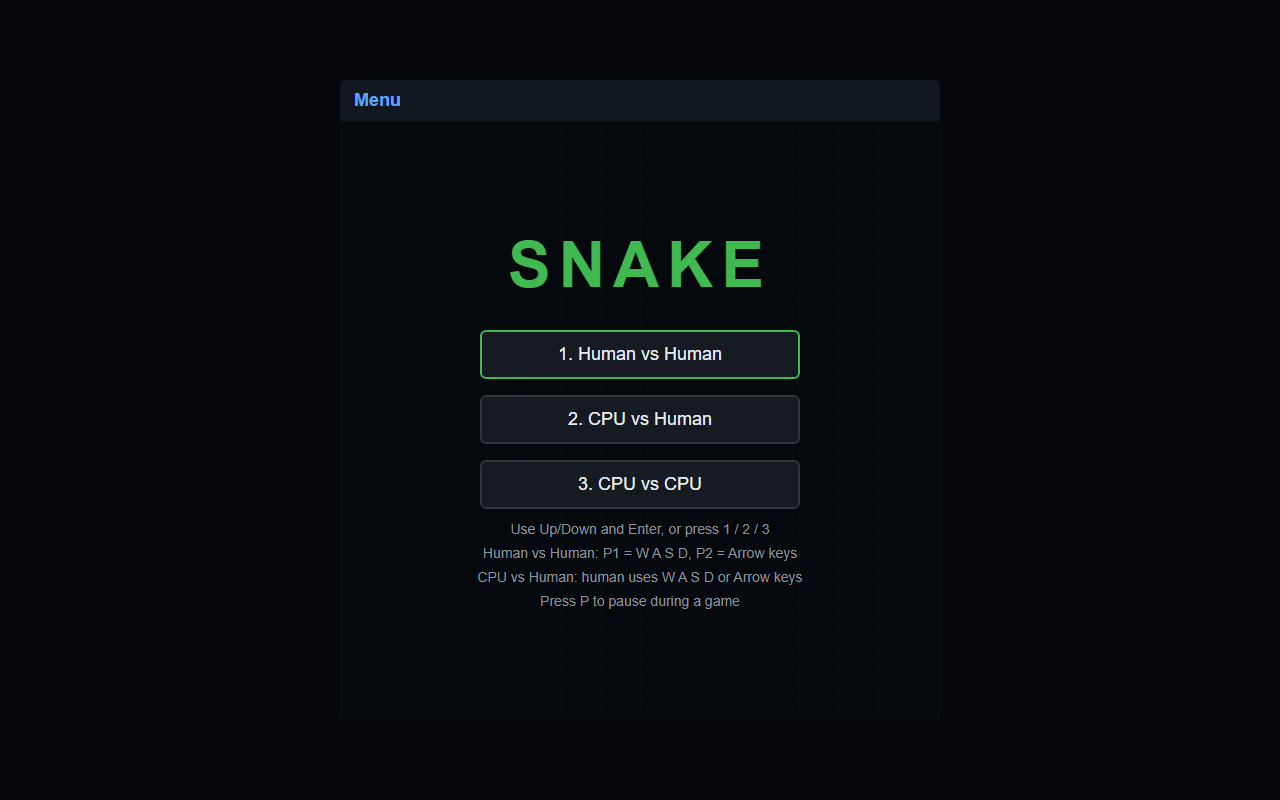 Menu
SNAKE
1. Human vs Human
2. CPU vs Human
3. CPU vs CPU
Use Up/Down and Enter, or press 1 / 2 / 3
Human vs Human: P1 = W A S D, P2 = Arrow keys
CPU vs Human: human uses W A S D or Arrow keys
Press P to pause during a game